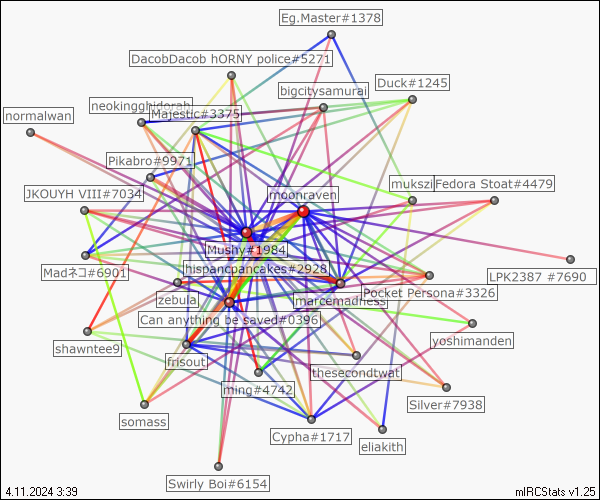 Eg.Master#1378
DacobDacob hORNY police#5271
Duck#1245
bigcitysamurai
neokingghidorah
Majestic#3375
normalwan
Pikabro#9971
mukszi
Fedora Stoat#4479
JKOUYH VIII#7034
moonraven
Mushy#1984
hispancpancakes#2928
Madネコ#6901
LPK2387 #7690
Pocket Persona#3326
zebula
marcemadness
Can anything be saved#0396
yoshimanden
shawntee9
frisout
thesecondtwat
ming#4742
Silver#7938
somass
Cypha#1717
eliakith
Swirly Boi#6154
4.11.2024 3:39
mIRCStats v1.25